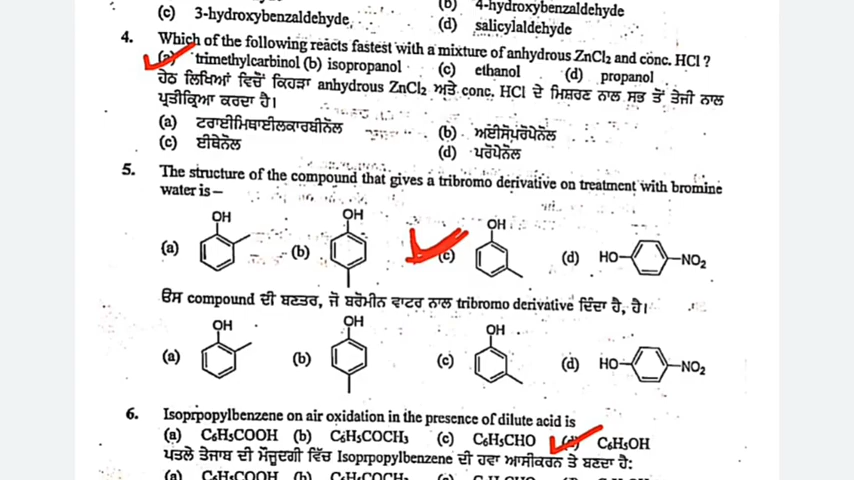 (b) 4-hydroxybenzaldehyde
(c) 3-hydroxybenzaldehyde (d) salicylaldehyde
4. Which of the following reacts fastest with a mixture of anhydrous ZnCl₂ and conc. HCl ?
(a) trimethylcarbinol (b) isopropanol (c) ethanol (d) propanol
ਹੇਠ ਲਿਖਿਆਂ ਵਿਚੋਂ ਕਿਹੜਾ anhydrous ZnCl₂ ਅਤੇ conc. HCl ਦੇ ਮਿਸ਼ਰਣ ਨਾਲ ਸਭ ਤੋਂ ਤੇਜੀ ਨਾਲ
ਪ੍ਰਤੀਕ੍ਰਿਆ ਕਰਦਾ ਹੈ।
(a) ਟਰਾਈਮਿਥਾਈਲਕਾਰਬੀਨੋਲ (b) ਅਈਸੋਪ੍ਰੋਪੇਨੋਲ
(c) ਈਥੇਨੋਲ (d) ਪਰੋਪੇਨੋਲ
5. The structure of the compound that gives a tribromo derivative on treatment with bromine
water is–
OH OH OH
(a) (b) (c) (d) HO NO₂
ੳਸ compound ਦੀ ਬਣਤਰ, ਜੋ ਬਰੋਮੀਨ ਵਾਟਰ ਨਾਲ tribromo derivative ਦਿੰਦਾ ਹੈ, ਹੈ।
OH OH OH
(a) (b) (c) (d) HO NO₂
6. Isoprpopylbenzene on air oxidation in the presence of dilute acid is
(a) C₆H₅COOH (b) C₆H₅COCH₃ (c) C₆H₅CHO (d) C₆H₅OH
ਪਤਲੇ ਤੇਜਾਬ ਦੀ ਮੌਜੂਦਗੀ ਵਿੱਚ Isoprpopylbenzene ਦੀ ਹਵਾ ਆਸੀਕਰਨ ਤੇ ਬਣਦਾ ਹੈ:
(a) C₆H₅COOH (b) C₆H₅COCH₃